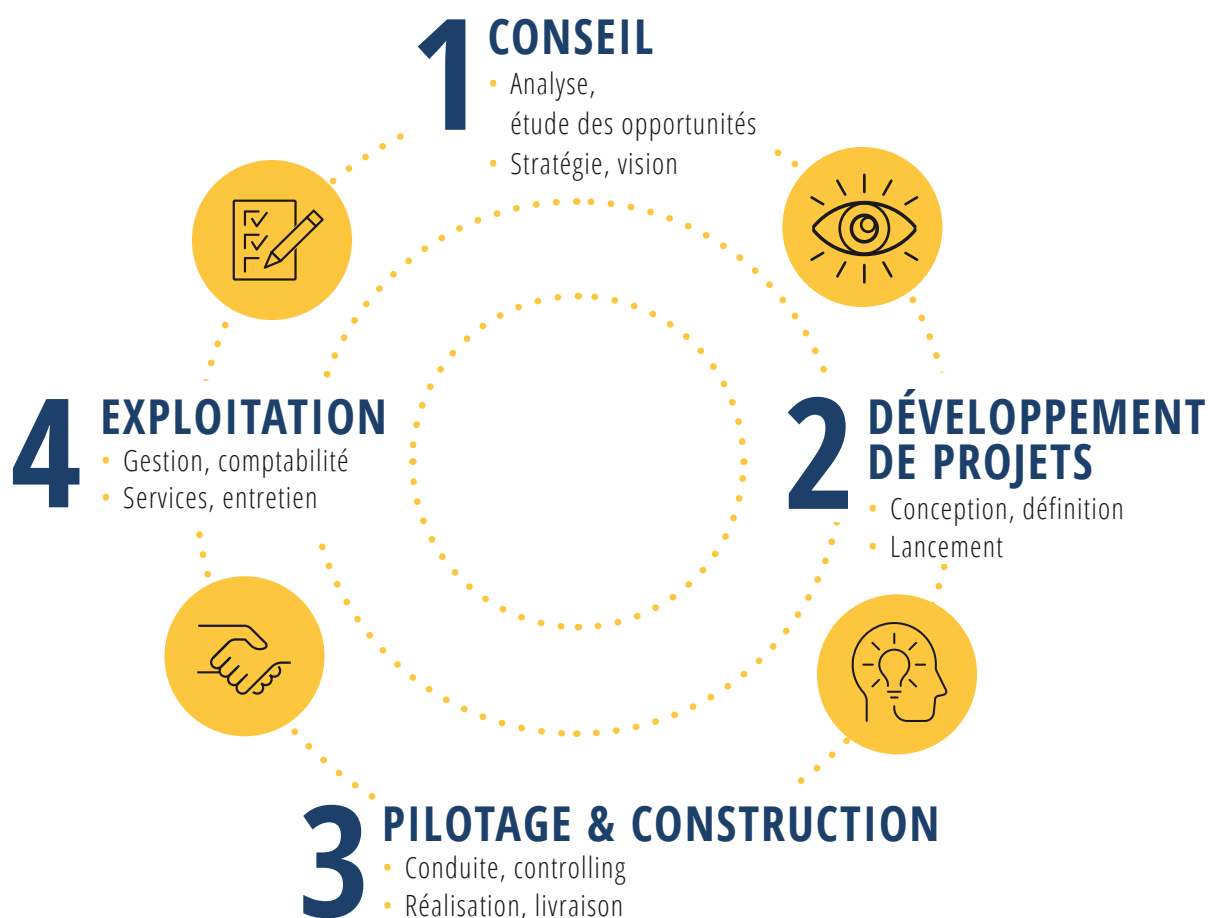 1 CONSEIL
• Analyse,
étude des opportunités
• Stratégie, vision
2 DÉVELOPPEMENT
DE PROJETS
• Conception, définition
• Lancement
3 PILOTAGE & CONSTRUCTION
• Conduite, controlling
• Réalisation, livraison
4 EXPLOITATION
• Gestion, comptabilité
• Services, entretien